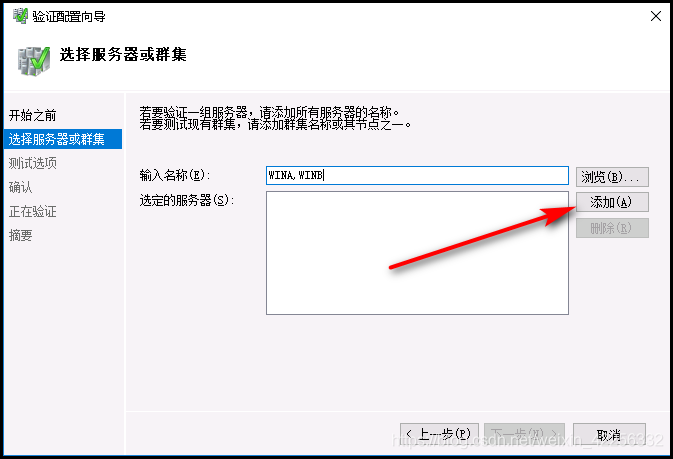 验证配置向导
选择服务器或群集
开始之前
选择服务器或群集
测试选项
确认
正在验证
摘要
若要验证一组服务器，请添加所有服务器的名称。
若要测试现有群集，请添加群集名称或其节点之一。
输入名称(E):
WINA,WINB
浏览(B)...
选定的服务器(S):
添加(A)
删除(R)
< 上一步(P)
下一步(N) >
取消